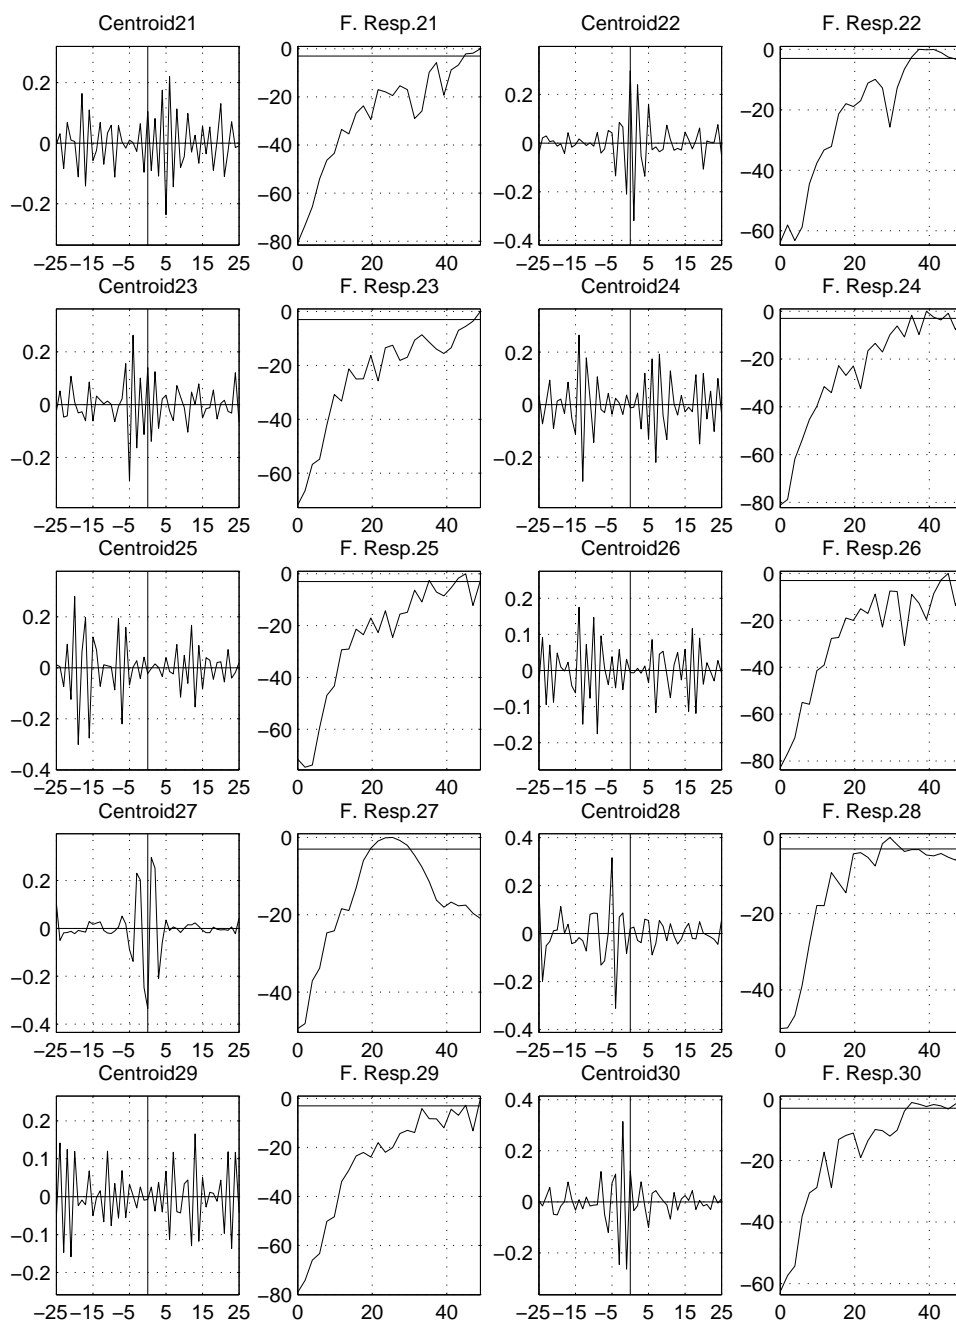 Centroid21 F. Resp.21 Centroid22 F. Resp.22
0.2 0 −0.2
0 −20 −40 −60 −80
0.4 0.2 0 −0.2 −0.4
0 −20 −40 −60
−25 −15 −5 5 15 25 0 20 40 −25 −15 −5 5 15 25 0 20 40
Centroid23 F. Resp.23 Centroid24 F. Resp.24
0.2 0 −0.2
0 −20 −40 −60
0.2 0 −0.2
0 −20 −40 −60 −80
−25 −15 −5 5 15 25 0 20 40 −25 −15 −5 5 15 25 0 20 40
Centroid25 F. Resp.25 Centroid26 F. Resp.26
0.2 0 −0.2 −0.4
0 −20 −40 −60
0.2 0.1 0 −0.1 −0.2
0 −20 −40 −60 −80
−25 −15 −5 5 15 25 0 20 40 −25 −15 −5 5 15 25 0 20 40
Centroid27 F. Resp.27 Centroid28 F. Resp.28
0.2 0 −0.2 −0.4
0 −20 −40
0.4 0.2 0 −0.2 −0.4
0 −20 −40
−25 −15 −5 5 15 25 0 20 40 −25 −15 −5 5 15 25 0 20 40
Centroid29 F. Resp.29 Centroid30 F. Resp.30
0.2 0.1 0 −0.1 −0.2
0 −20 −40 −60 −80
0.4 0.2 0 −0.2
0 −20 −40 −60
−25 −15 −5 5 15 25 0 20 40 −25 −15 −5 5 15 25 0 20 40